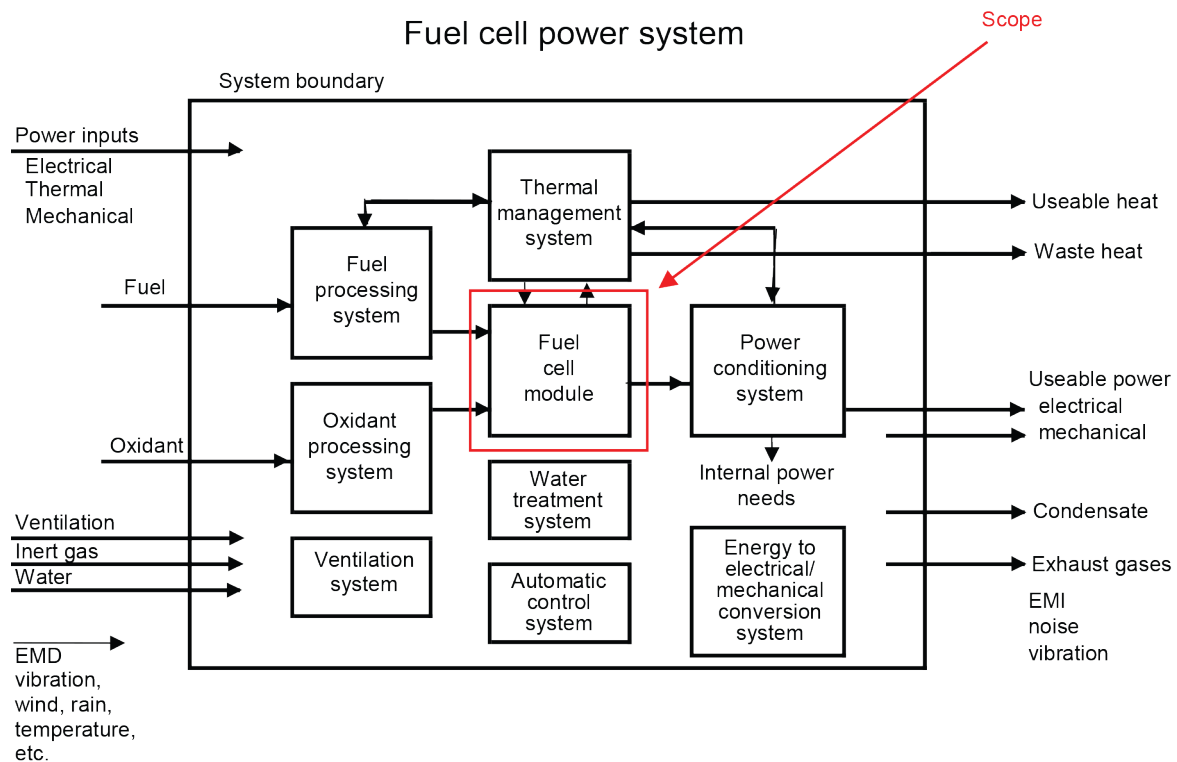 Fuel cell power system
Scope
System boundary
Power inputs
Electrical
Thermal
Mechanical
Fuel
Oxidant
Ventilation
Inert gas
Water
EMD
vibration,
wind, rain,
temperature,
etc.
Fuel
processing
system
Oxidant
processing
system
Ventilation
system
Thermal
management
system
Fuel
cell
module
Water
treatment
system
Automatic
control
system
Power
conditioning
system
Internal power
needs
Energy to
electrical/
mechanical
conversion
system
Useable heat
Waste heat
Useable power
electrical
mechanical
Condensate
Exhaust gases
EMI
noise
vibration